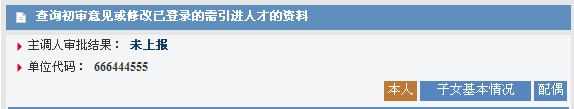 查询初审意见或修改已登录的需引进人才的资料
主调人审批结果： 未上报
单位代码： 666444555
本人 子女基本情况 配偶